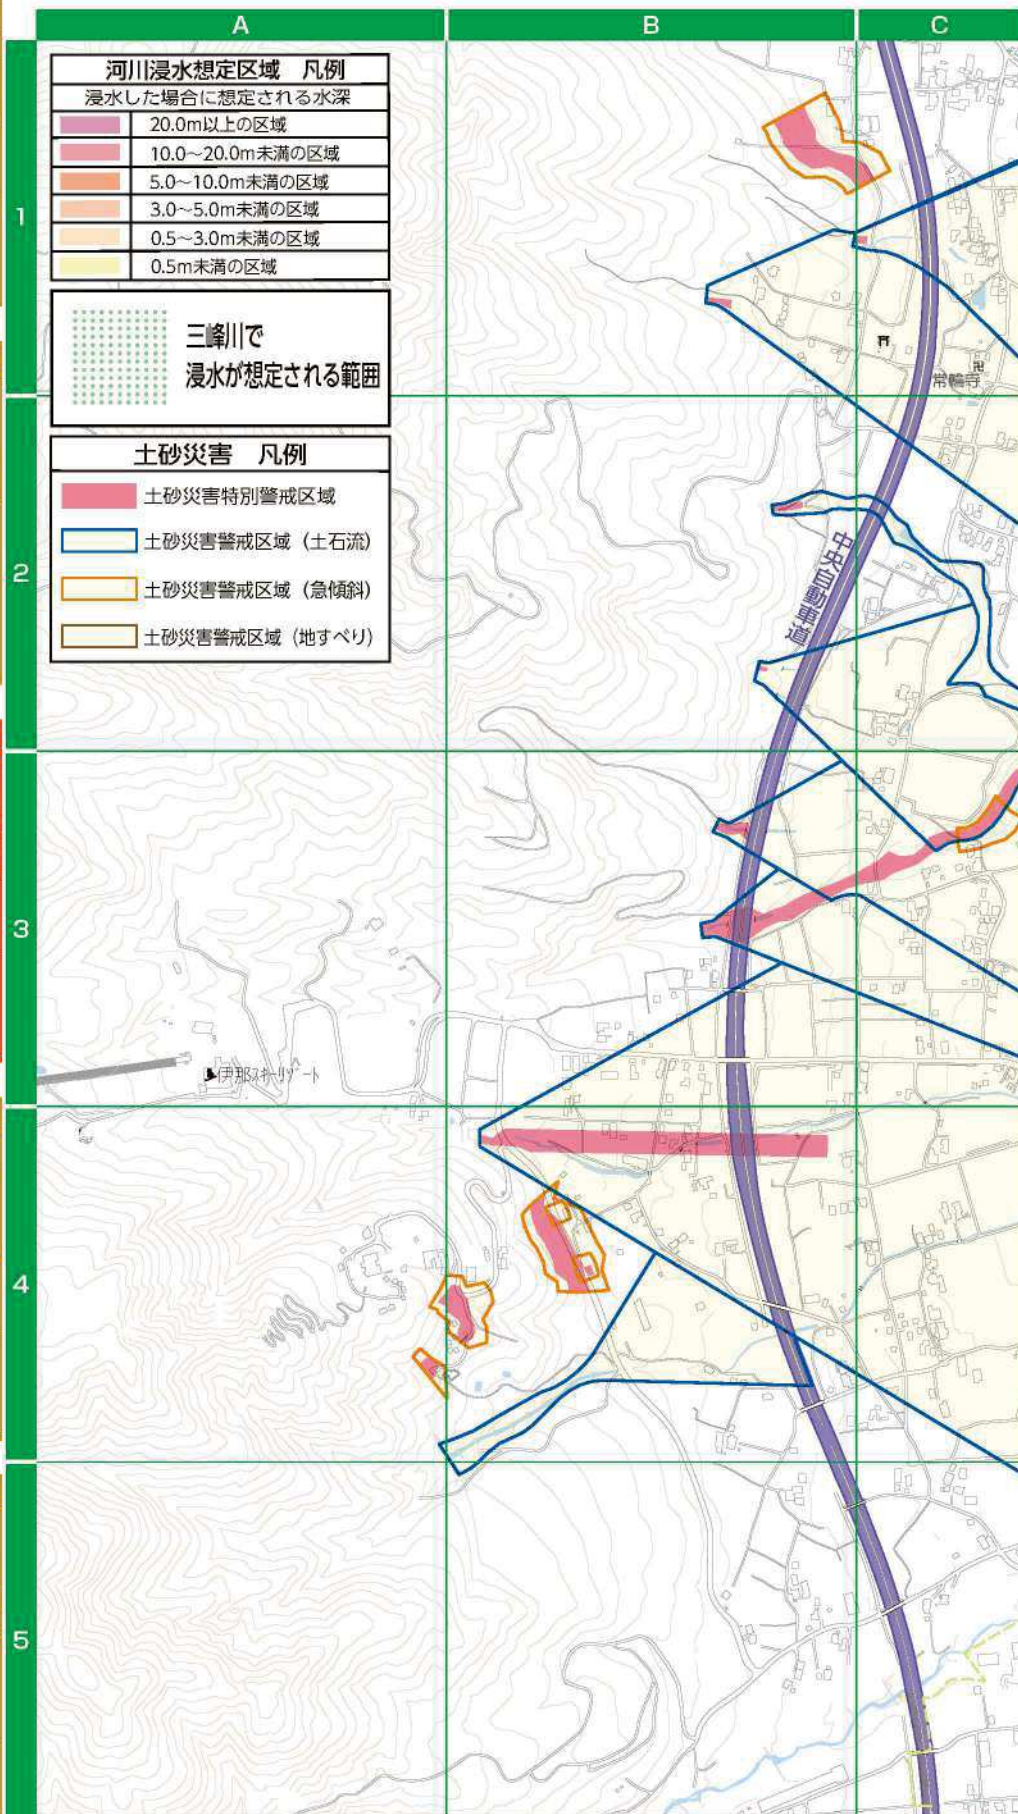 A
B
C
1
2
3
4
5
河川浸水想定区域 凡例
浸水した場合に想定される水深
20.0m以上の区域
10.0～20.0m未満の区域
5.0～10.0m未満の区域
3.0～5.0m未満の区域
0.5～3.0m未満の区域
0.5m未満の区域
三峰川で
浸水が想定される範囲
土砂災害 凡例
土砂災害特別警戒区域
土砂災害警戒区域（土石流）
土砂災害警戒区域（急傾斜）
土砂災害警戒区域（地すべり）
常輪寺
中央自動車道
伊那スキーリゾート